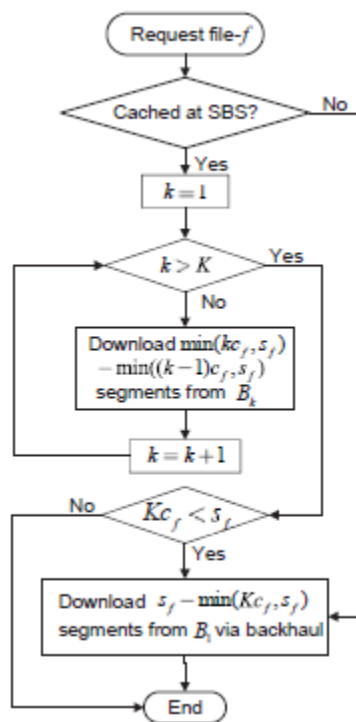 Request file-f
Cached at SBS?
No
Yes
k = 1
k > K
Yes
No
Download min(kc_f, s_f)
− min((k−1)c_f, s_f)
segments from B_k
k = k+1
No
Kc_f < s_f
Yes
Download s_f − min(Kc_f, s_f)
segments from B_1 via backhaul
End